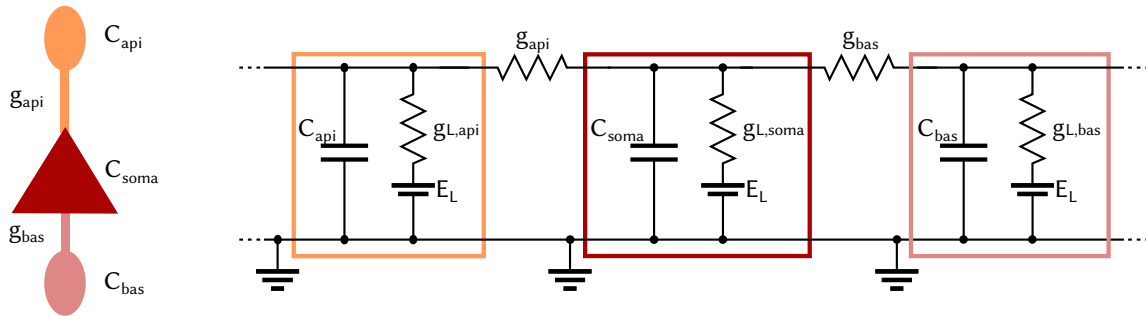 C_api
g_api
C_soma
g_bas
C_bas
g_api
g_bas
C_api
g_L,api
E_L
C_soma
g_L,soma
E_L
C_bas
g_L,bas
E_L